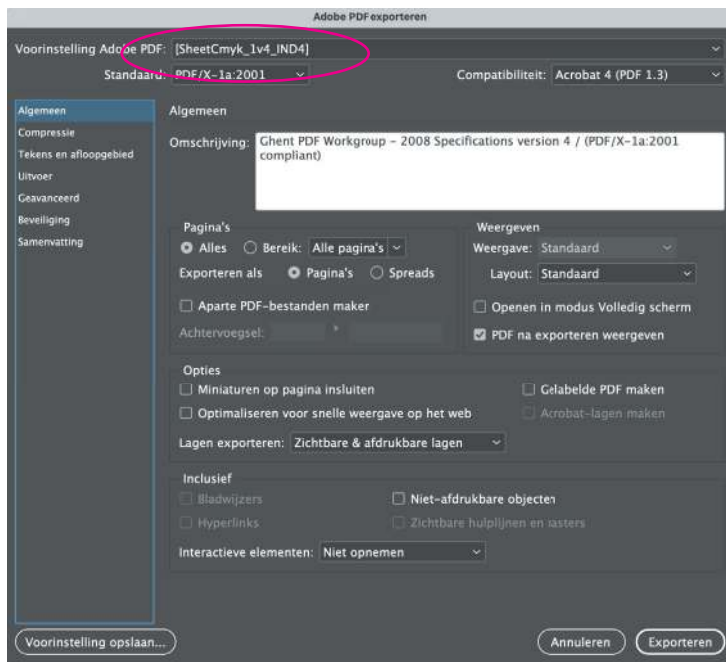 Adobe PDF exporteren
Voorinstelling Adobe PDF: [SheetCmyk_1v4_IND4]
Standaard: PDF/X-1a:2001 Compatibiliteit: Acrobat 4 (PDF 1.3)
Algemeen
Compressie
Tekens en afloopgebied
Uitvoer
Geavanceerd
Beveiliging
Samenvatting
Algemeen
Omschrijving: Ghent PDF Workgroup - 2008 Specifications version 4 / (PDF/X-1a:2001
compliant)
Pagina's
Alles Bereik: Alle pagina's
Exporteren als Pagina's Spreads
Aparte PDF-bestanden maker
Achtervoegsel:
Weergeven
Weergave: Standaard
Layout: Standaard
Openen in modus Volledig scherm
PDF na exporteren weergeven
Opties
Miniaturen op pagina insluiten Gelabelde PDF maken
Optimaliseren voor snelle weergave op het web Acrobat-lagen maken
Lagen exporteren: Zichtbare & afdrukbare lagen
Inclusief
Bladwijzers Niet-afdrukbare objecten
Hyperlinks Zichtbare hulplijnen en rasters
Interactieve elementen: Niet opnemen
Voorinstelling opslaan... Annuleren Exporteren